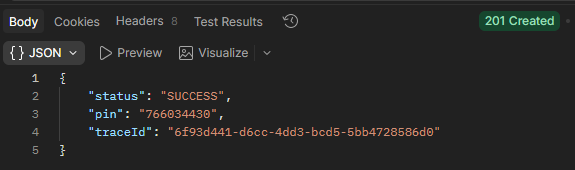 Body Cookies Headers 8 Test Results 201 Created
{} JSON Preview Visualize
1 {
2 "status": "SUCCESS",
3 "pin": "766034430",
4 "traceId": "6f93d441-d6cc-4dd3-bcd5-5bb4728586d0"
5 }